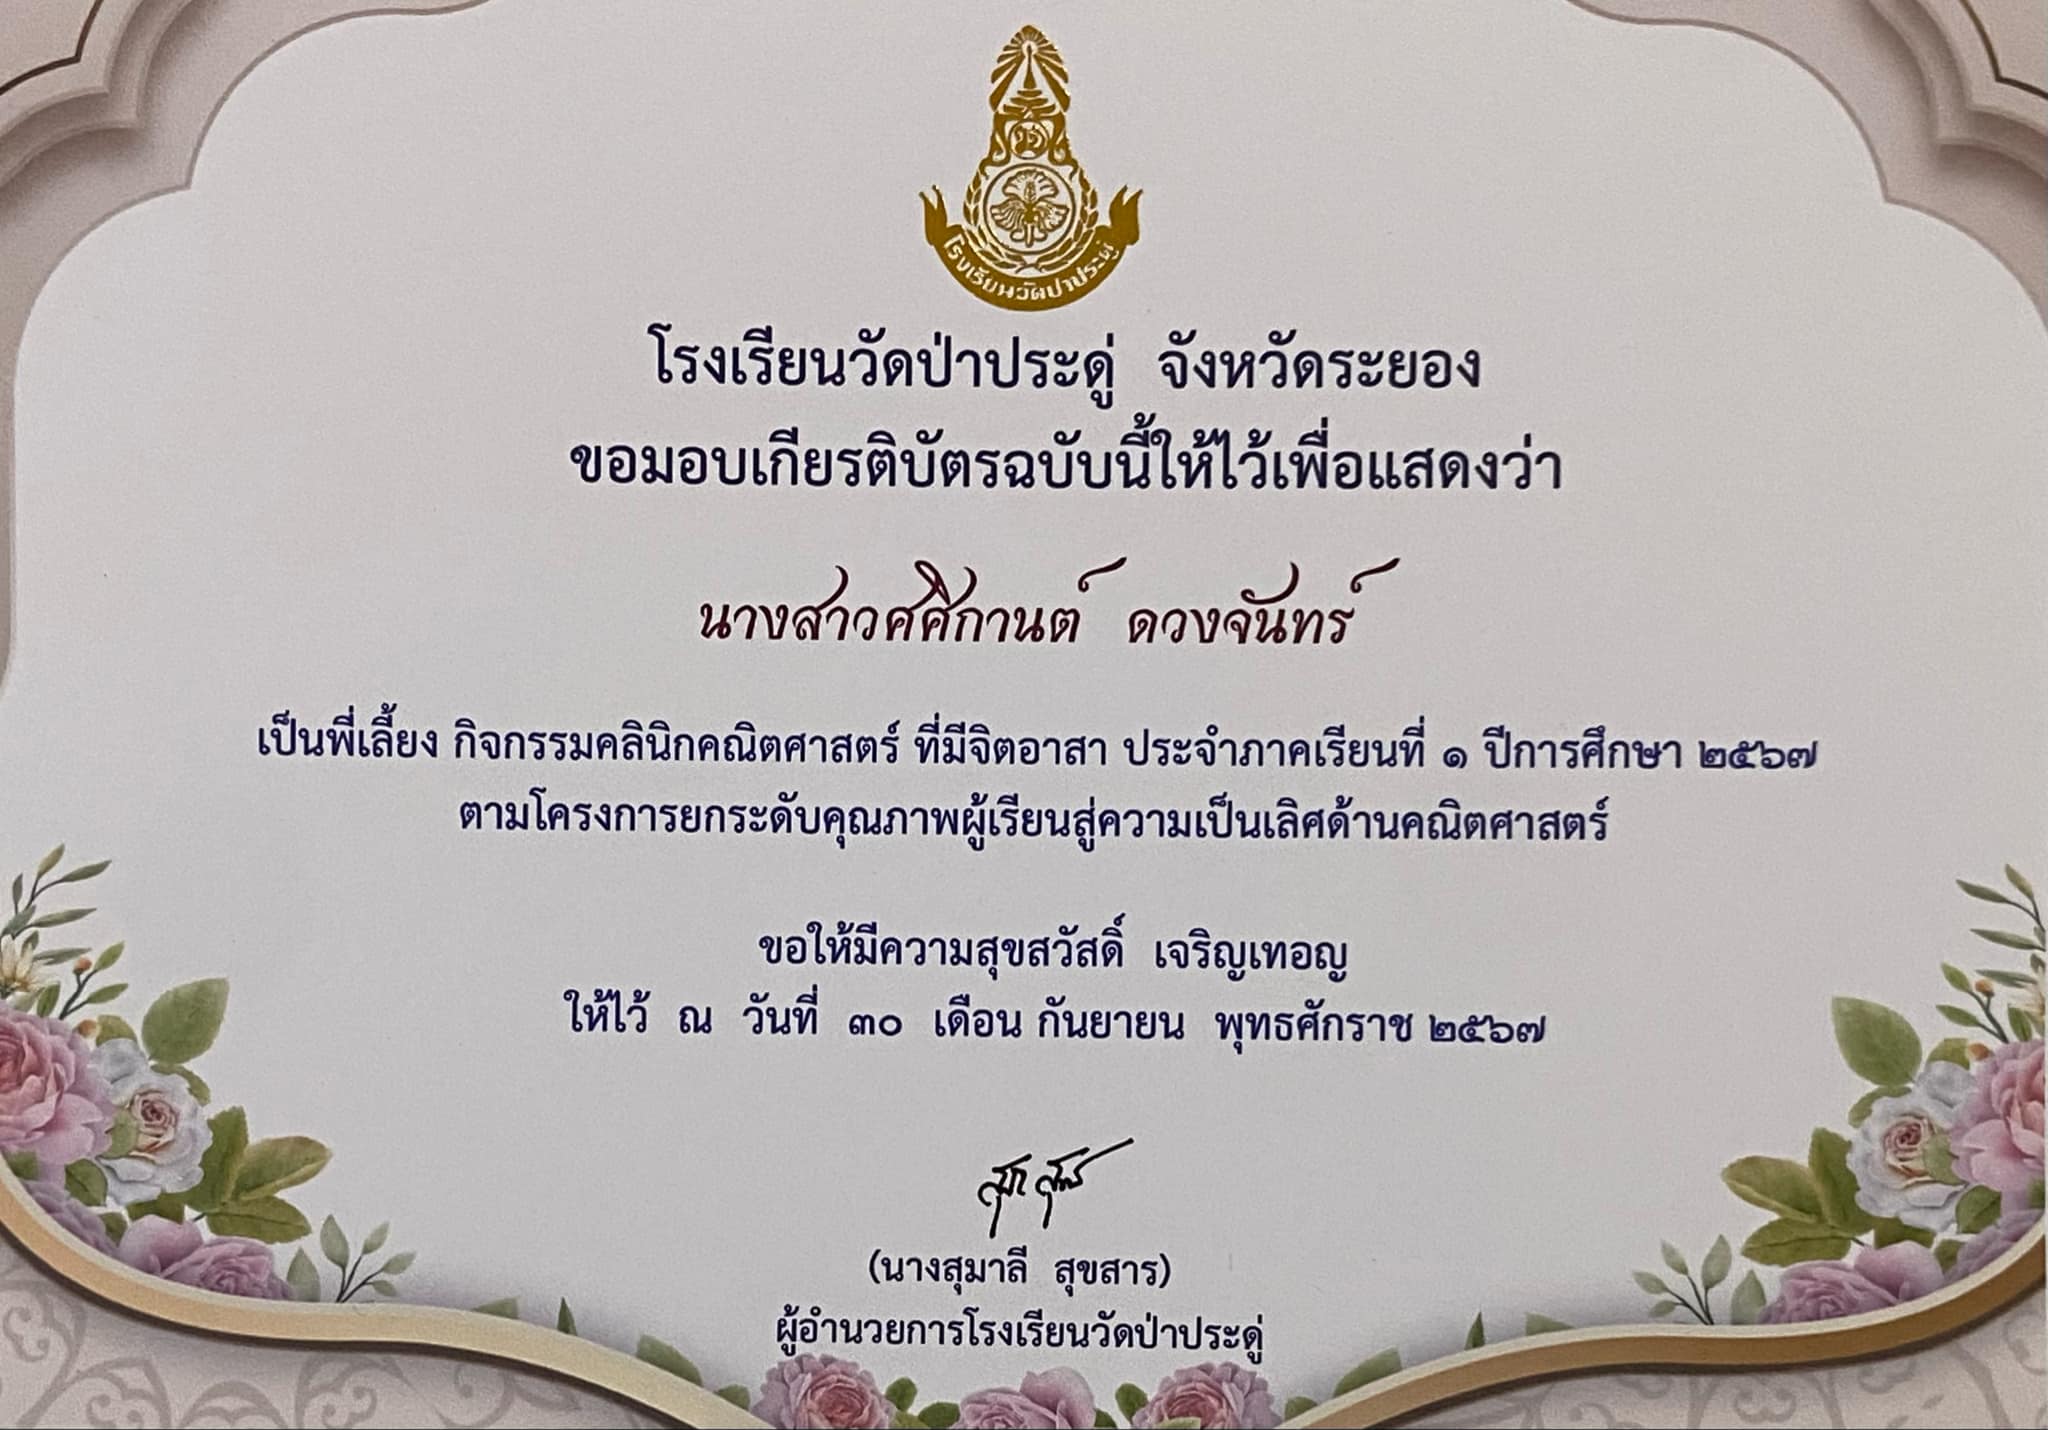 โรงเรียนวัดป่าประดู่
โรงเรียนวัดป่าประดู่ จังหวัดระยอง
ขอมอบเกียรติบัตรฉบับนี้ให้ไว้เพื่อแสดงว่า
นางสาวศศิกานต์ ดวงจันทร์
เป็นพี่เลี้ยง กิจกรรมคลินิกคณิตศาสตร์ ที่มีจิตอาสา ประจำภาคเรียนที่ ๑ ปีการศึกษา ๒๕๖๗
ตามโครงการยกระดับคุณภาพผู้เรียนสู่ความเป็นเลิศด้านคณิตศาสตร์
ขอให้มีความสุขสวัสดิ์ เจริญเทอญ
ให้ไว้ ณ วันที่ ๓๐ เดือน กันยายน พุทธศักราช ๒๕๖๗
(นางสุมาลี สุขสาร)
ผู้อำนวยการโรงเรียนวัดป่าประดู่